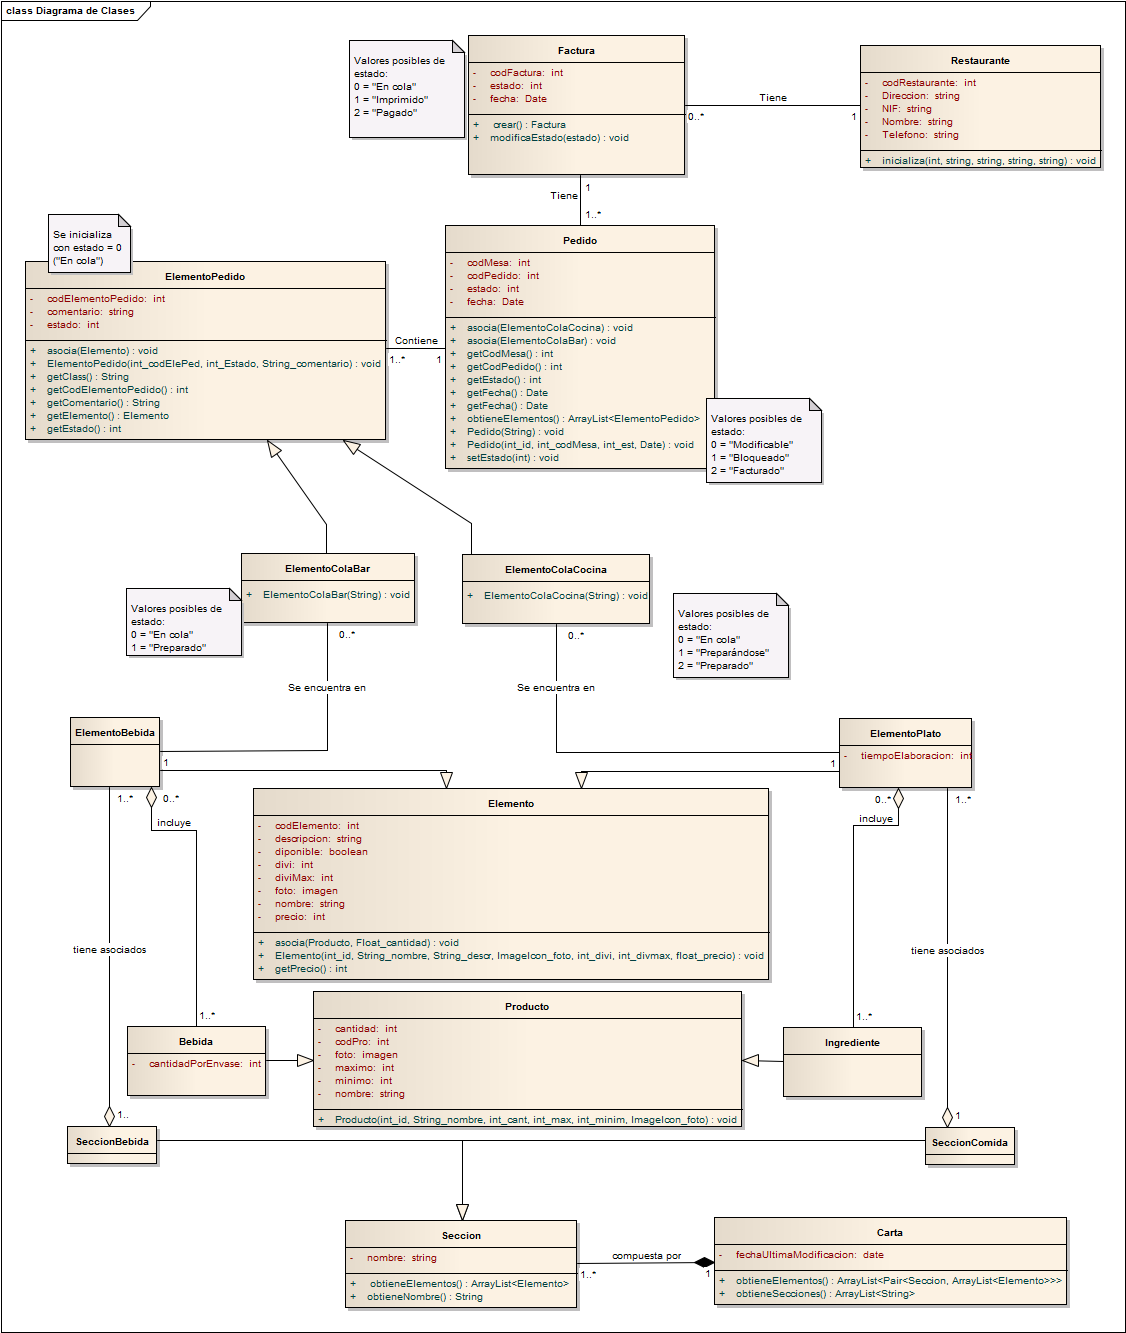 class Diagrama de Clases
Valores posibles de
estado:
0 = "En cola"
1 = "Imprimido"
2 = "Pagado"
Factura
- codFactura: int
- estado: int
- fecha: Date
+ crear() : Factura
+ modificaEstado(estado) : void
Tiene
0..*
1
Restaurante
- codRestaurante: int
- Direccion: string
- NIF: string
- Nombre: string
- Telefono: string
+ inicializa(int, string, string, string, string) : void
1
Tiene
1..*
Se inicializa
con estado = 0
("En cola")
ElementoPedido
- codElementoPedido: int
- comentario: string
- estado: int
+ asocia(Elemento) : void
+ ElementoPedido(int_codElePed, int_Estado, String_comentario) : void
+ getClass() : String
+ getCodElementoPedido() : int
+ getComentario() : String
+ getElemento() : Elemento
+ getEstado() : int
Contiene
1..*
1
Pedido
- codMesa: int
- codPedido: int
- estado: int
- fecha: Date
+ asocia(ElementoColaCocina) : void
+ asocia(ElementoColaBar) : void
+ getCodMesa() : int
+ getCodPedido() : int
+ getEstado() : int
+ getFecha() : Date
+ getFecha() : Date
+ obtieneElementos() : ArrayList<ElementoPedido>
+ Pedido(String) : void
+ Pedido(int_id, int_codMesa, int_est, Date) : void
+ setEstado(int) : void
Valores posibles de
estado:
0 = "Modificable"
1 = "Bloqueado"
2 = "Facturado"
ElementoColaBar
+ ElementoColaBar(String) : void
ElementoColaCocina
+ ElementoColaCocina(String) : void
Valores posibles de
estado:
0 = "En cola"
1 = "Preparado"
Valores posibles de
estado:
0 = "En cola"
1 = "Preparándose"
2 = "Preparado"
0..*
0..*
Se encuentra en
Se encuentra en
ElementoBebida
1
ElementoPlato
- tiempoElaboracion: int
1
1..*
0..*
incluye
0..*
1..*
incluye
Elemento
- codElemento: int
- descripcion: string
- diponible: boolean
- divi: int
- diviMax: int
- foto: imagen
- nombre: string
- precio: int
+ asocia(Producto, Float_cantidad) : void
+ Elemento(int_id, String_nombre, String_descr, ImageIcon_foto, int_divi, int_divmax, float_precio) : void
+ getPrecio() : int
tiene asociados
tiene asociados
1..*
1..*
Bebida
- cantidadPorEnvase: int
Producto
- cantidad: int
- codPro: int
- foto: imagen
- maximo: int
- minimo: int
- nombre: string
+ Producto(int_id, String_nombre, int_cant, int_max, int_minim, ImageIcon_foto) : void
Ingrediente
1..
1
SeccionBebida
SeccionComida
Seccion
- nombre: string
+ obtieneElementos() : ArrayList<Elemento>
+ obtieneNombre() : String
compuesta por
1..*
1
Carta
- fechaUltimaModificacion: date
+ obtieneElementos() : ArrayList<Pair<Seccion, ArrayList<Elemento>>>
+ obtieneSecciones() : ArrayList<String>